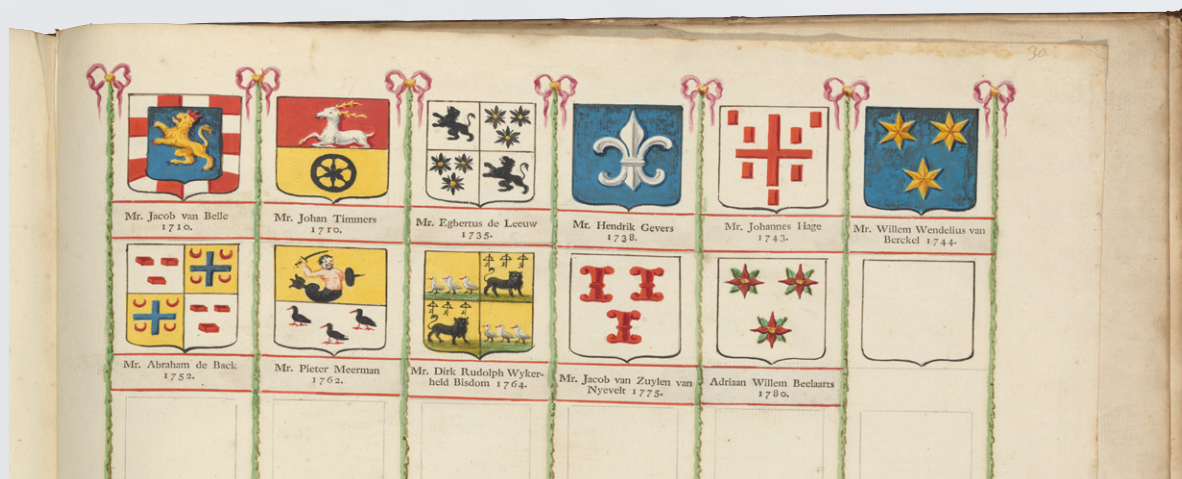 30
Mr. Jacob van Belle
1710.
Mr. Johan Timmers
1710.
Mr. Egbertus de Leeuw
1735.
Mr. Hendrik Gevers
1738.
Mr. Johannes Hage
1743.
Mr. Willem Wendelius van
Berckel 1744.
Mr. Abraham de Back
1752.
Mr. Pieter Meerman
1762.
Mr. Dirk Rudolph Wyker-
held Bisdom 1764.
Mr. Jacob van Zuylen van
Nyevelt 1775.
Adriaan Willem Beelaarts
1780.